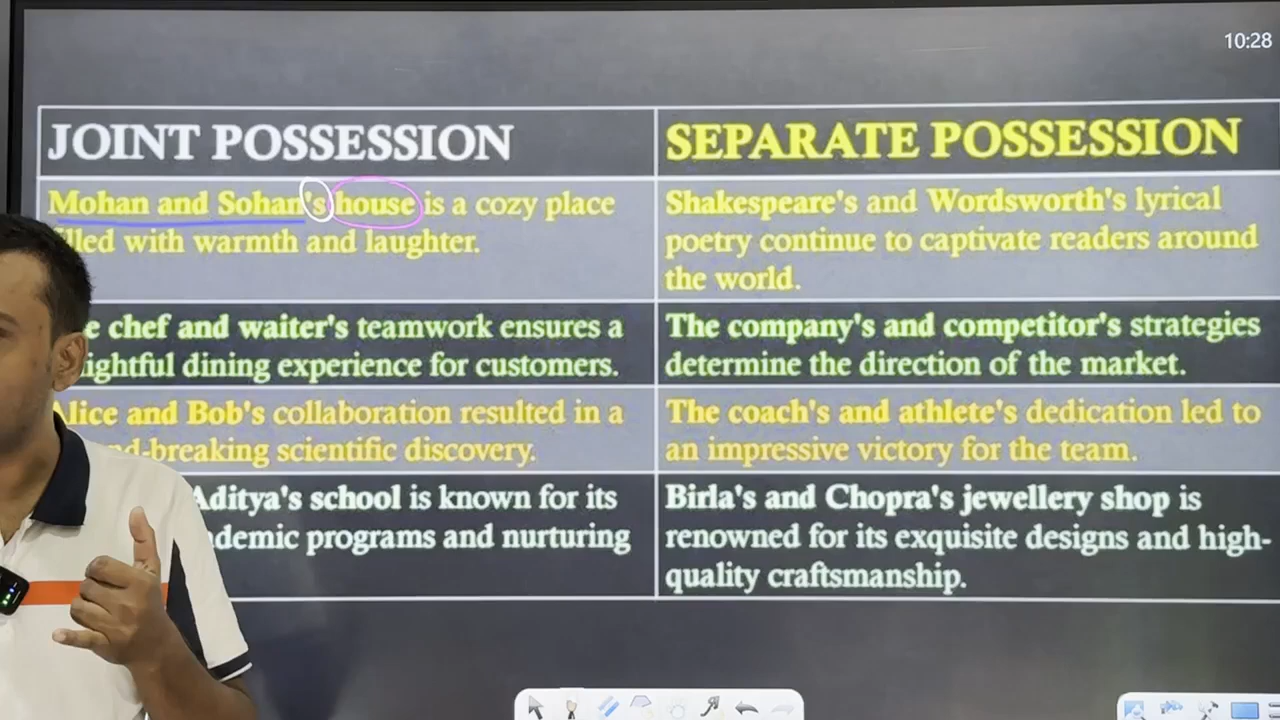 10:28
JOINT POSSESSION
SEPARATE POSSESSION
Mohan and Sohan's house is a cozy place
filled with warmth and laughter.
Shakespeare's and Wordsworth's lyrical
poetry continue to captivate readers around
the world.
chef and waiter's teamwork ensures a
dining experience for customers.
The company's and competitor's strategies
determine the direction of the market.
Alice and Bob's collaboration resulted in a
-breaking scientific discovery.
The coach's and athlete's dedication led to
an impressive victory for the team.
Aditya's school is known for its
programs and nurturing
Birla's and Chopra's jewellery shop is
renowned for its exquisite designs and high-
quality craftsmanship.